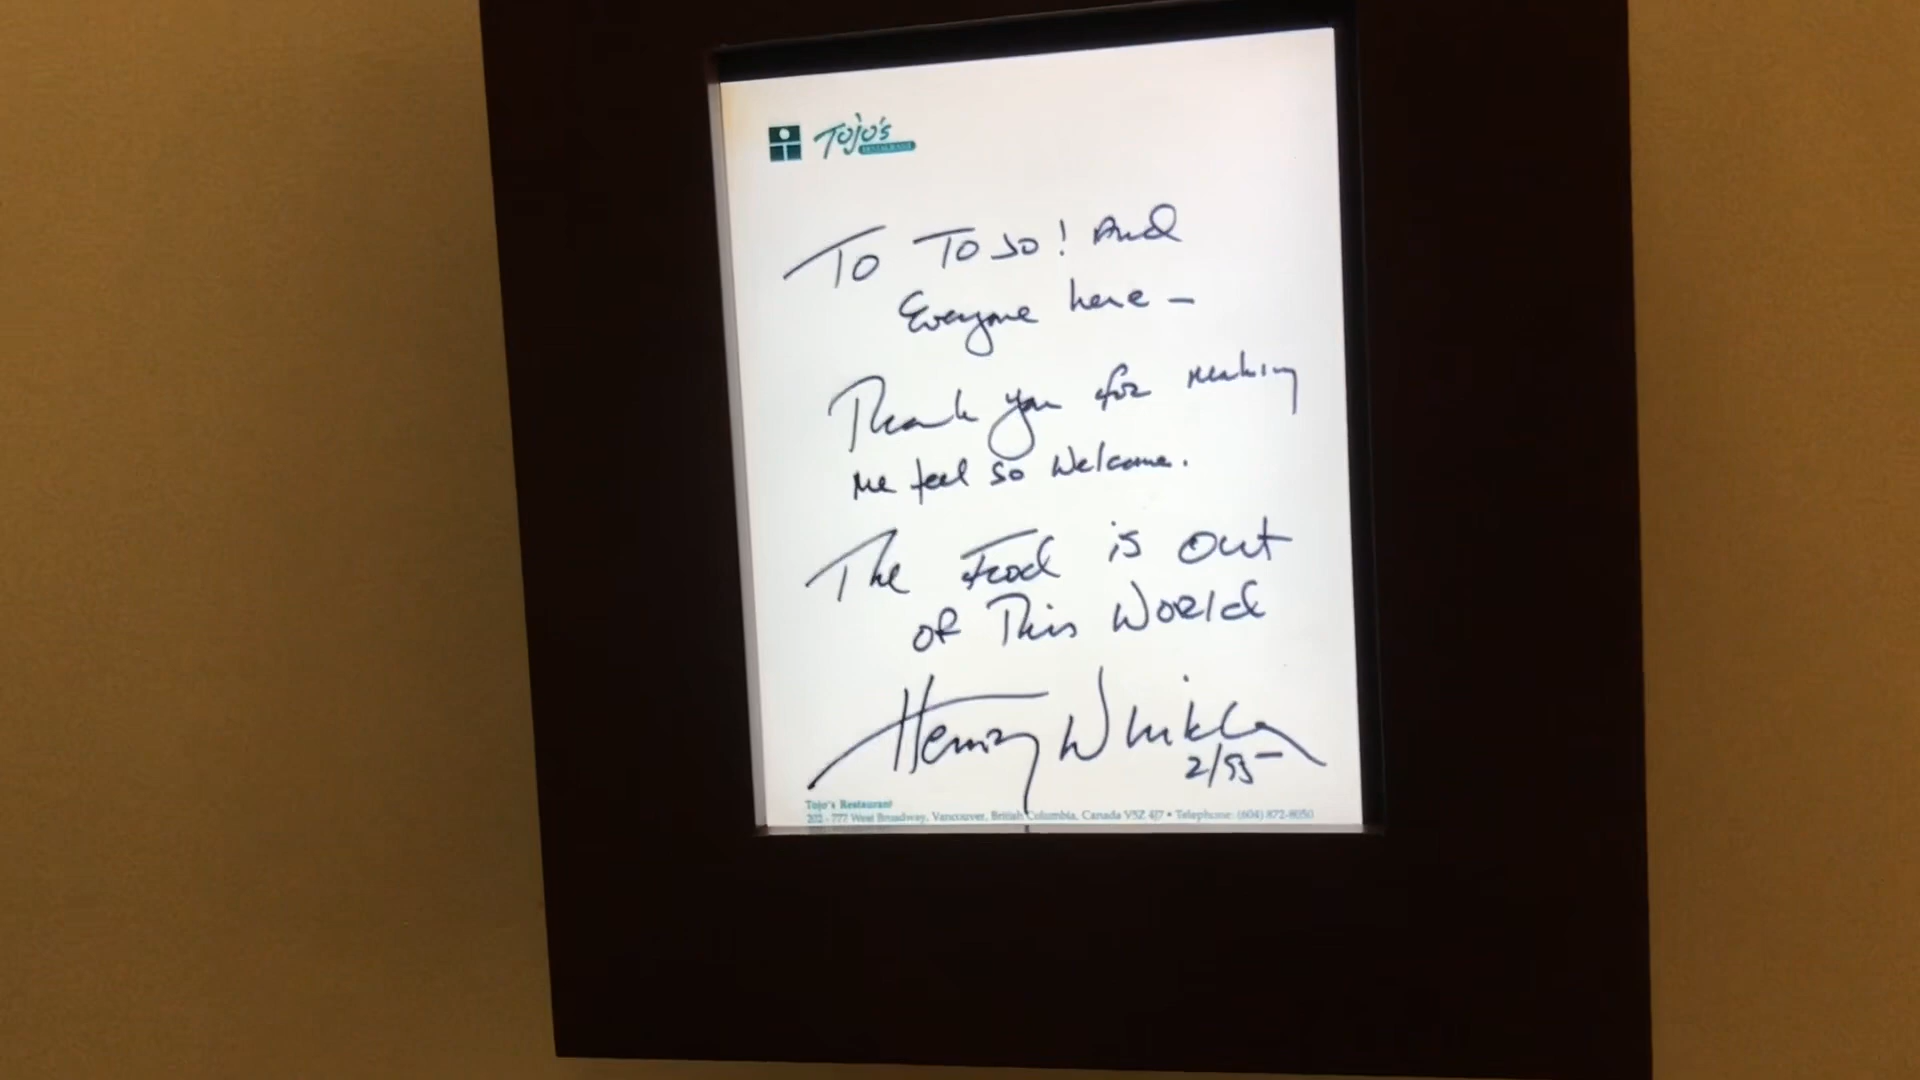 Tojo's
RESTAURANT
To Tojo! And
Everyone here –
Thank you for making
me feel so Welcome.
The Food is out
of This World
Henry Winkler
Tojo's Restaurant
202 - 777 West Broadway, Vancouver, British Columbia, Canada V5Z 4J7 • Telephone: (604) 872-8050